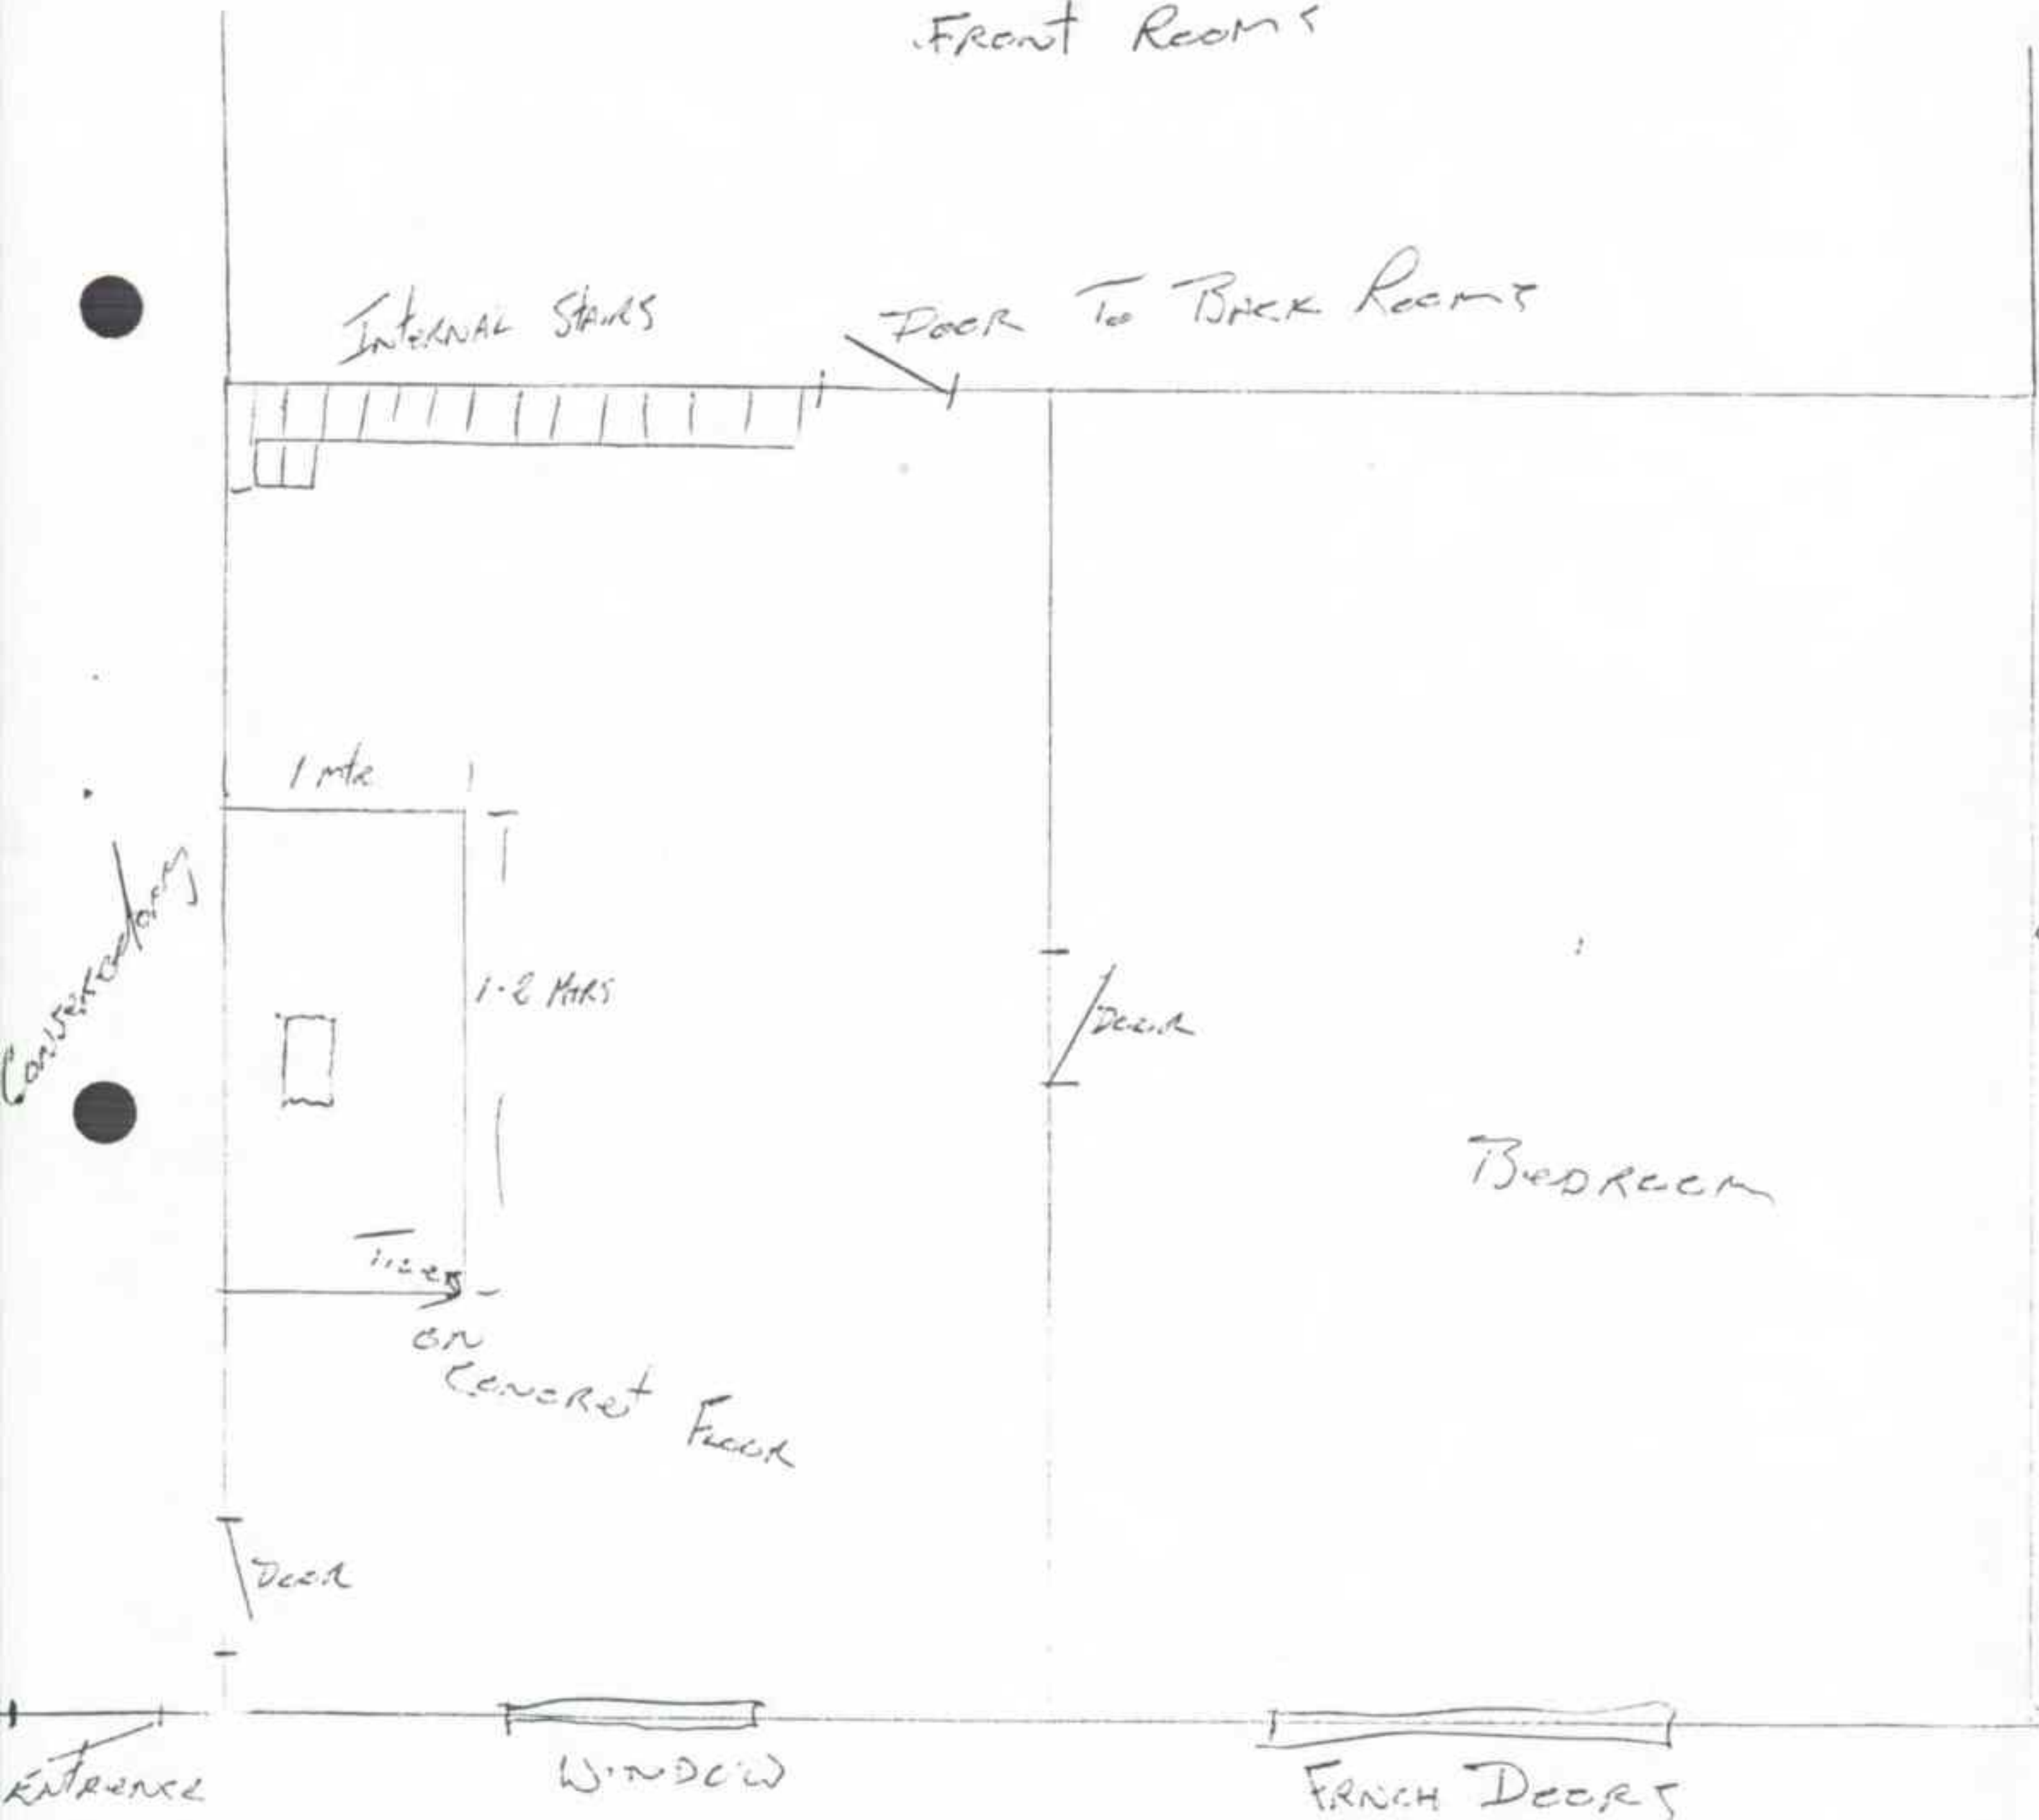 FRONT ROOMS
INTERNAL STAIRS
DOOR To BACK ROOMS
1 mtr
Conservatory
1.2 MTRS
DOOR
BEDROOM
TILES
ON
CONCRET FLOOR
DOOR
ENTRANCE
WINDOW
FRNCH DOORS